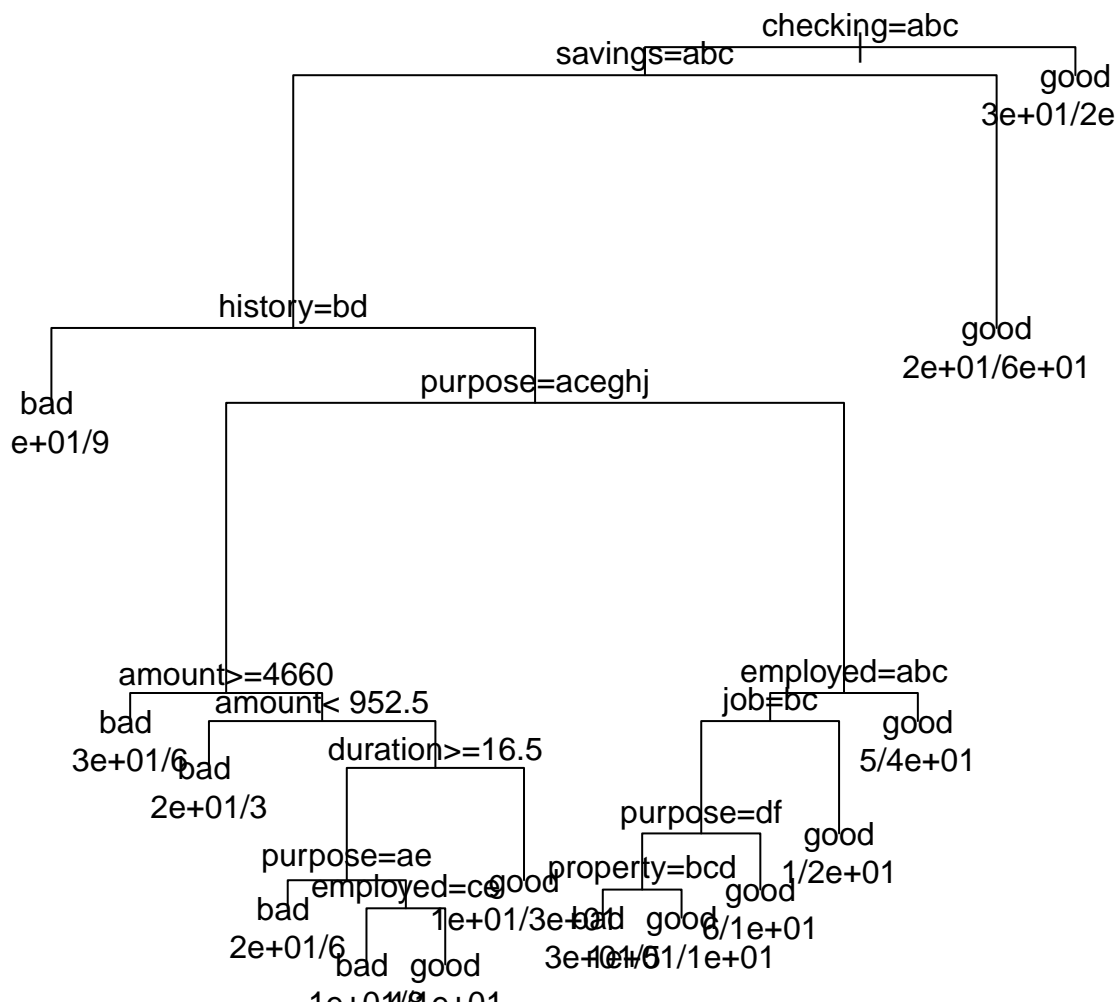 checking=abc
savings=abc
good
3e+01/2e
history=bd
good
2e+01/6e+01
purpose=aceghj
bad
e+01/9
amount>=4660
employed=abc
amount< 952.5
job=bc
bad
3e+01/6
good
5/4e+01
duration>=16.5
bad
2e+01/3
purpose=df
good
1/2e+01
purpose=ae
property=bcd
employed=ce
good
1e+01/3e+01
good
6/1e+01
bad
2e+01/6
bad
good
bad
good